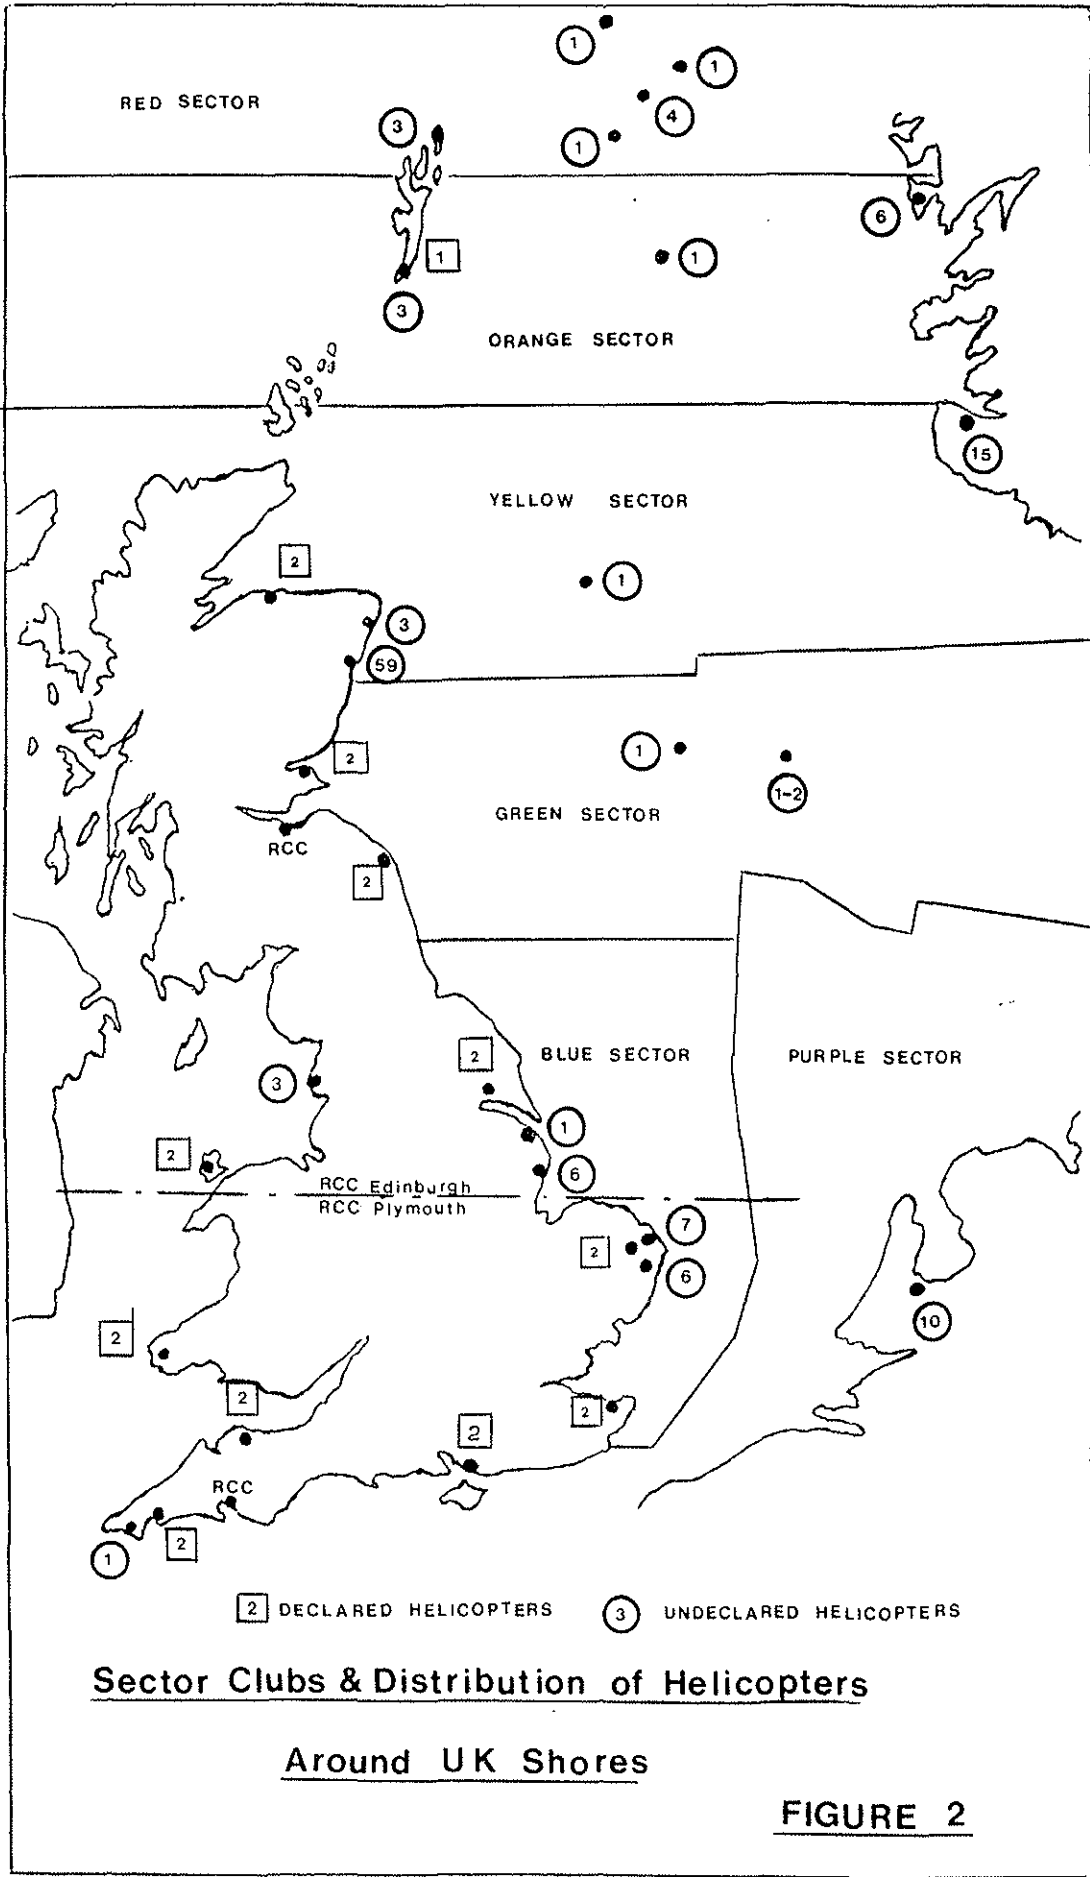 1
1
RED SECTOR
4
3
1
6
1
1
3
ORANGE SECTOR
15
YELLOW SECTOR
2
1
3
59
1
2
1-2
GREEN SECTOR
RCC
2
2
BLUE SECTOR
PURPLE SECTOR
3
1
2
6
RCC Edinburgh
RCC Plymouth
7
2
6
10
2
2
2
2
RCC
2
1
2 DECLARED HELICOPTERS
3 UNDECLARED HELICOPTERS
Sector Clubs & Distribution of Helicopters
Around UK Shores
FIGURE 2